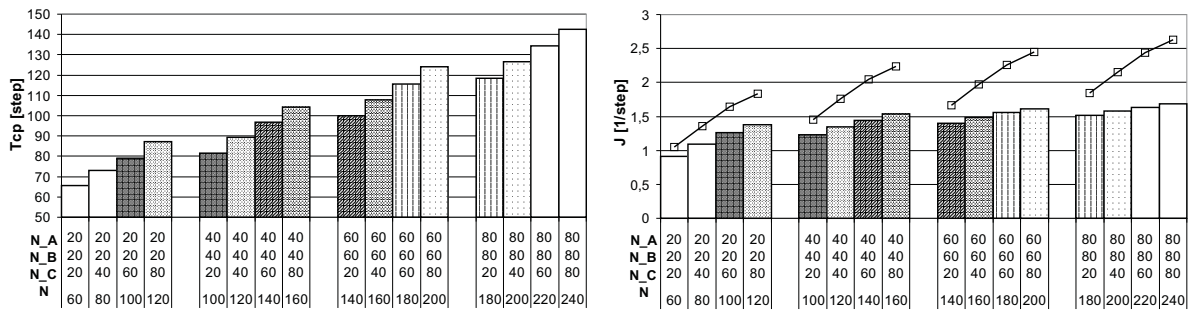 150
140
130
120
110
100
90
80
70
60
50
Tcp [step]
N_A 20 20 20 20 40 40 40 40 60 60 60 60 80 80 80 80
N_B 20 20 20 20 40 40 40 40 60 60 60 60 80 80 80 80
N_C 20 40 60 80 20 40 60 80 20 40 60 80 20 40 60 80
N 60 80 100 120 100 120 140 160 140 160 180 200 180 200 220 240
3
2,5
2
1,5
1
0,5
0
J [1/step]
N_A 20 20 20 20 40 40 40 40 60 60 60 60 80 80 80 80
N_B 20 20 20 20 40 40 40 40 60 60 60 60 80 80 80 80
N_C 20 40 60 80 20 40 60 80 20 40 60 80 20 40 60 80
N 60 80 100 120 100 120 140 160 140 160 180 200 180 200 220 240